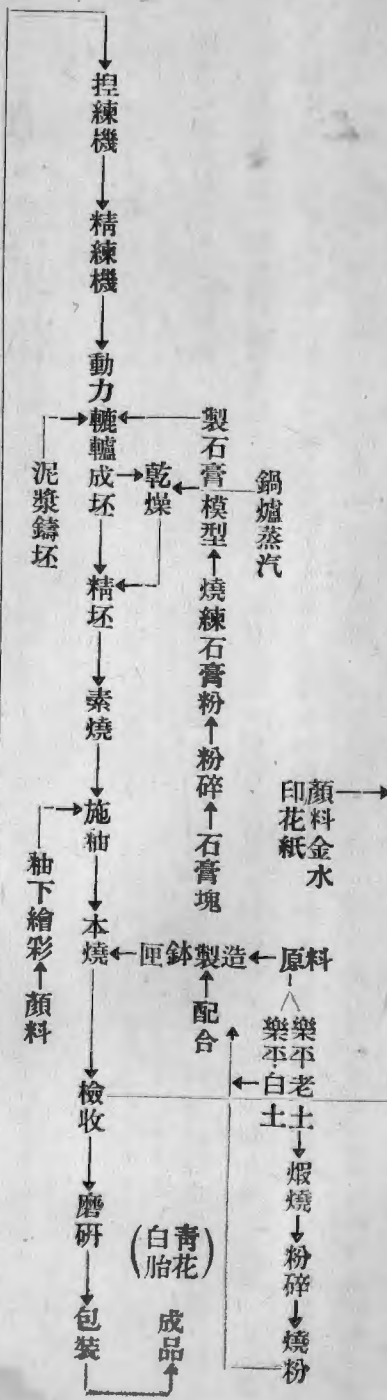 捏練機
精練機
動力轆轤成坯
精坯
素燒
施釉
本燒
檢收
磨研
包裝
成品
(青花
白胎)
泥漿鑄坯
乾燥
鍋爐蒸汽
製石膏模型
燒練石膏粉
粉碎
石膏塊
顏料金水
印花紙
釉下繪彩
顏料
原料
匣鉢製造
配合
樂平老土
樂平白土
煆燒
粉碎
燒粉